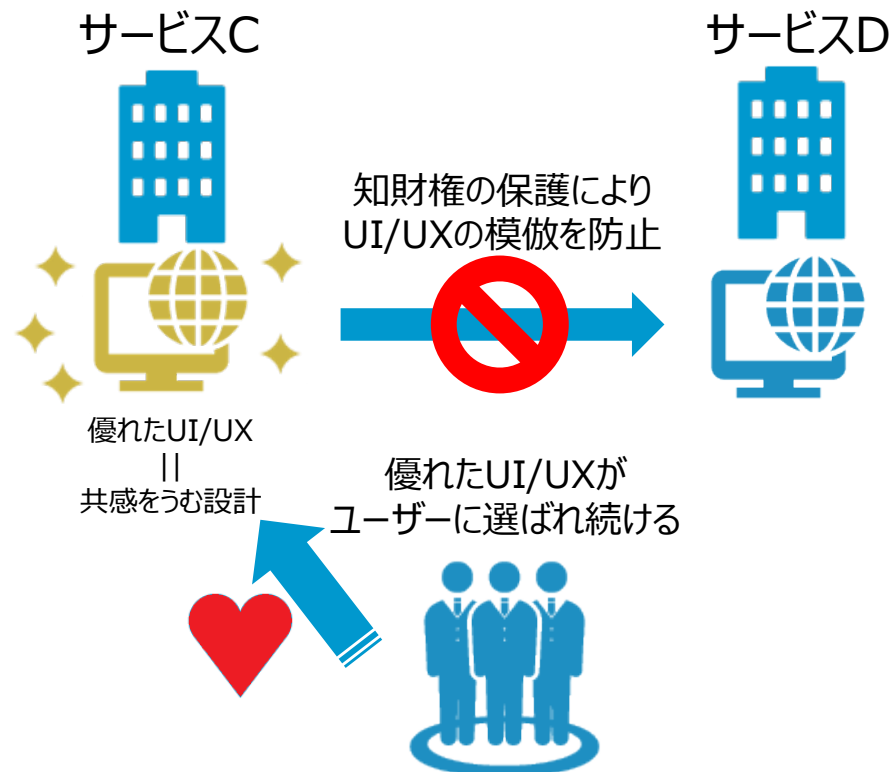 サービスC
サービスD
知財権の保護により
UI/UXの模倣を防止
優れたUI/UX
||
共感をうむ設計
優れたUI/UXが
ユーザーに選ばれ続ける